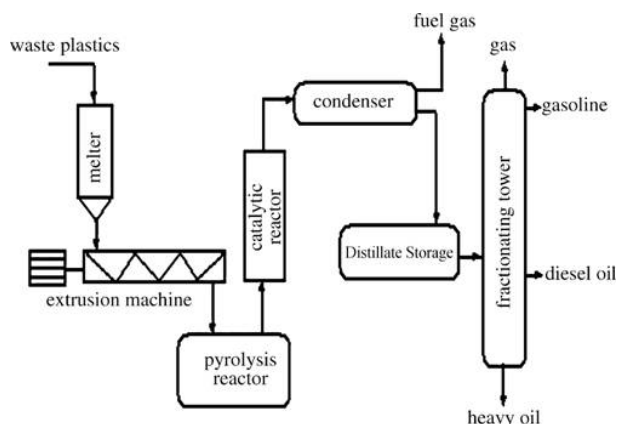 waste plastics
melter
extrusion machine
pyrolysis
reactor
catalytic
reactor
condenser
fuel gas
Distillate Storage
fractionating tower
gas
gasoline
diesel oil
heavy oil